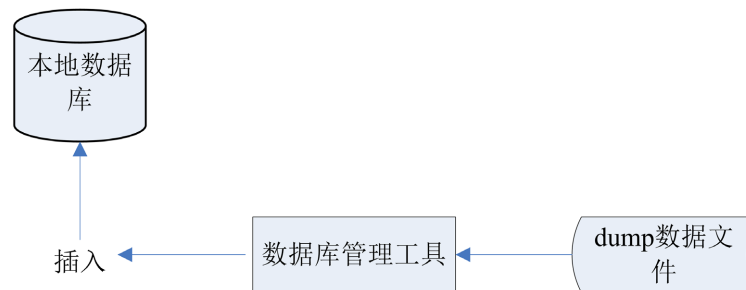 本地数据
库
插入
数据库管理工具
dump数据文
件